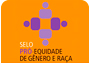 SELO
PRÓ EQUIDADE
DE GÊNERO E RAÇA